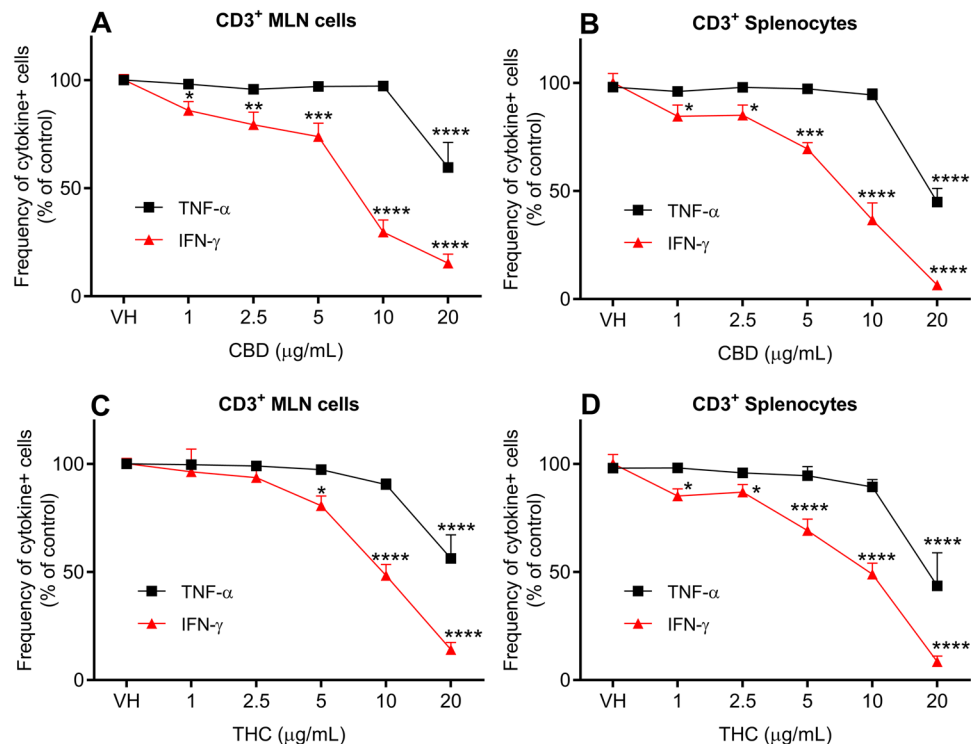 A
CD3⁺ MLN cells
Frequency of cytokine+ cells
(% of control)
100
50
0
*
**
***
****
****
****
TNF-α
IFN-γ
VH 1 2.5 5 10 20
CBD (μg/mL)
B
CD3⁺ Splenocytes
Frequency of cytokine+ cells
(% of control)
100
50
0
*
*
***
****
****
****
TNF-α
IFN-γ
VH 1 2.5 5 10 20
CBD (μg/mL)
C
CD3⁺ MLN cells
Frequency of cytokine+ cells
(% of control)
100
50
0
*
****
****
****
TNF-α
IFN-γ
VH 1 2.5 5 10 20
THC (μg/mL)
D
CD3⁺ Splenocytes
Frequency of cytokine+ cells
(% of control)
100
50
0
*
*
****
****
****
****
TNF-α
IFN-γ
VH 1 2.5 5 10 20
THC (μg/mL)